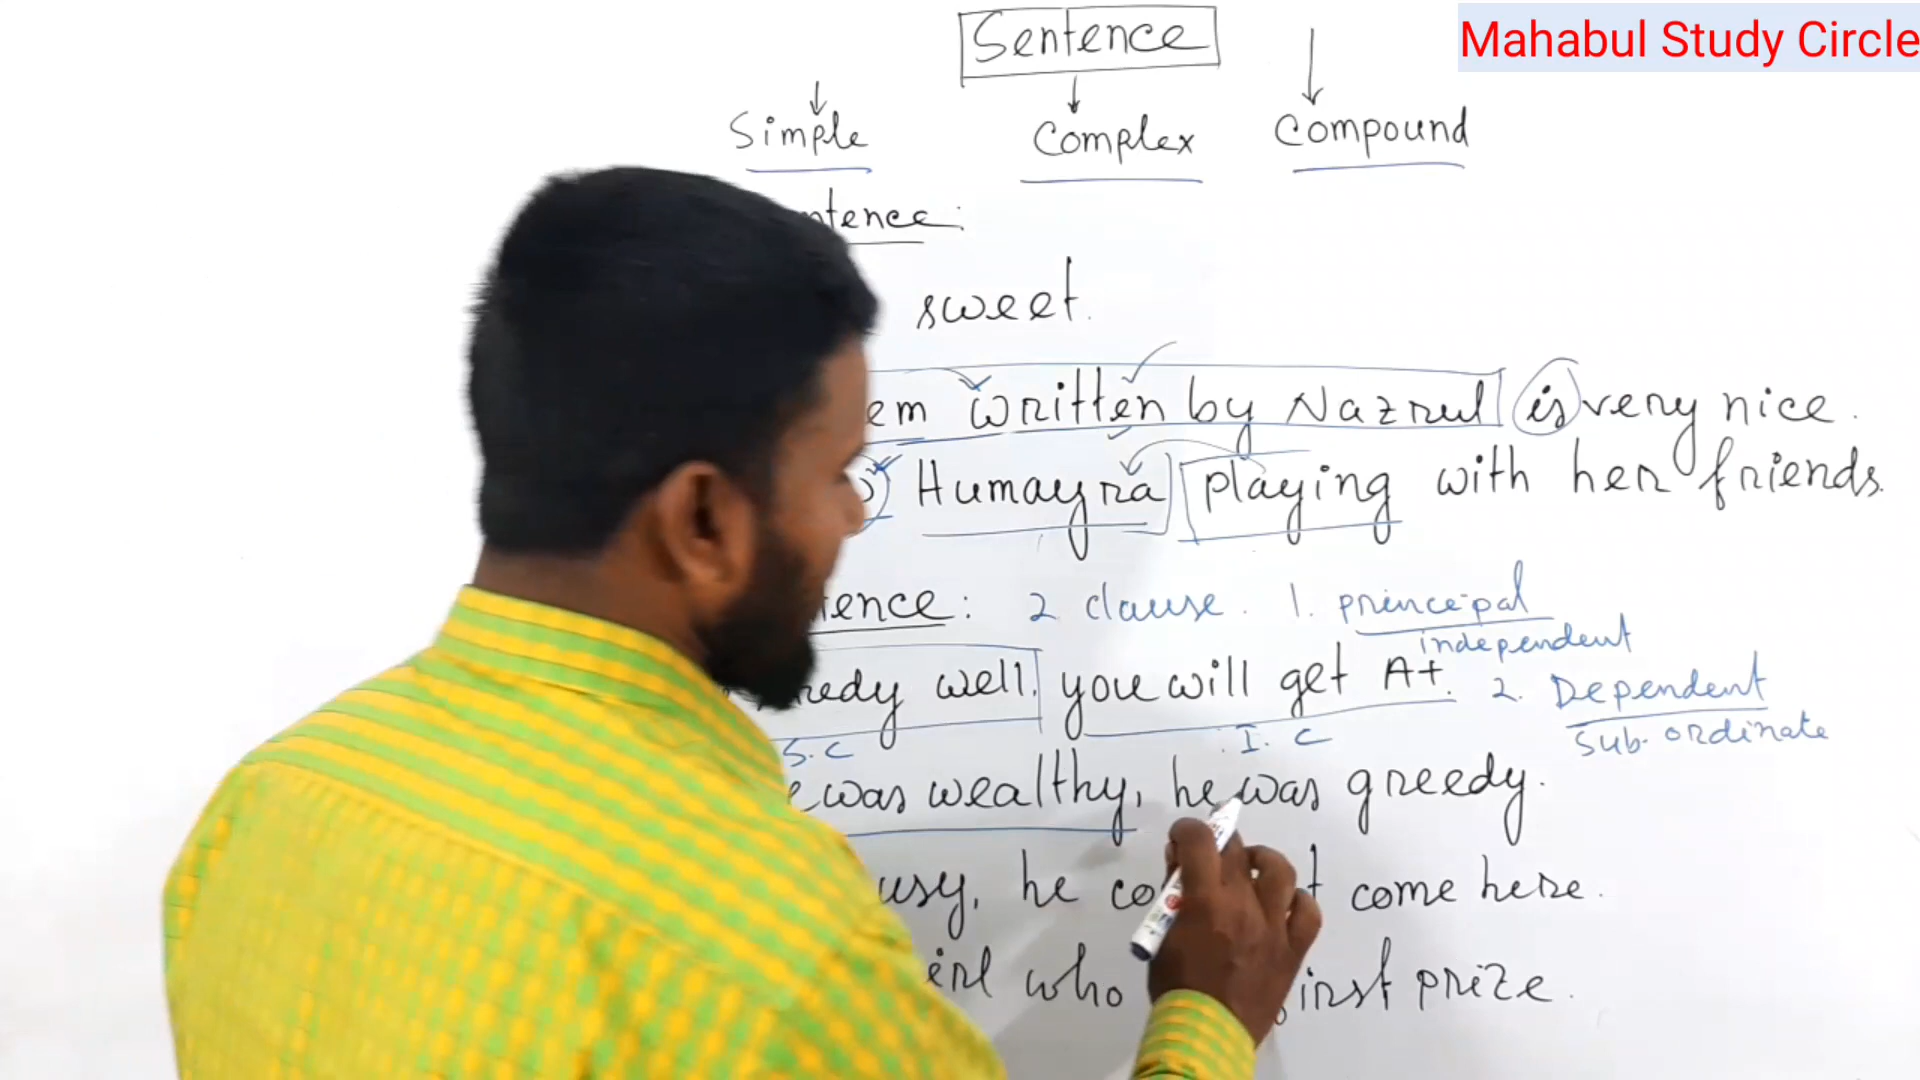 Mahabul Study Circle
Sentence
Simple Complex Compound
ntence:
sweet.
em written by Nazrul is very nice.
Humayra playing with her friends.
tence: 2 clause. 1. principal
independent
redy well, you will get A+. 2. Dependent
Sub-ordinate
S.C I.C
e was wealthy, he was greedy.
usy, he co t come here.
irl who irst prize.